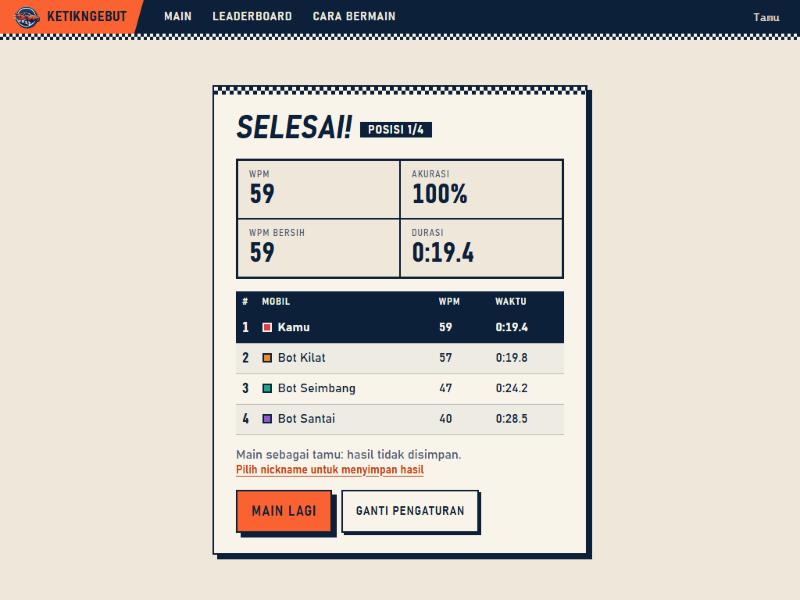 KETIKNGEBUT MAIN LEADERBOARD CARA BERMAIN Tamu
SELESAI! POSISI 1/4
WPM AKURASI
59 100%
WPM BERSIH DURASI
59 0:19.4
# MOBIL WPM WAKTU
1 Kamu 59 0:19.4
2 Bot Kilat 57 0:19.8
3 Bot Seimbang 47 0:24.2
4 Bot Santai 40 0:28.5
Main sebagai tamu: hasil tidak disimpan.
Pilih nickname untuk menyimpan hasil
MAIN LAGI GANTI PENGATURAN